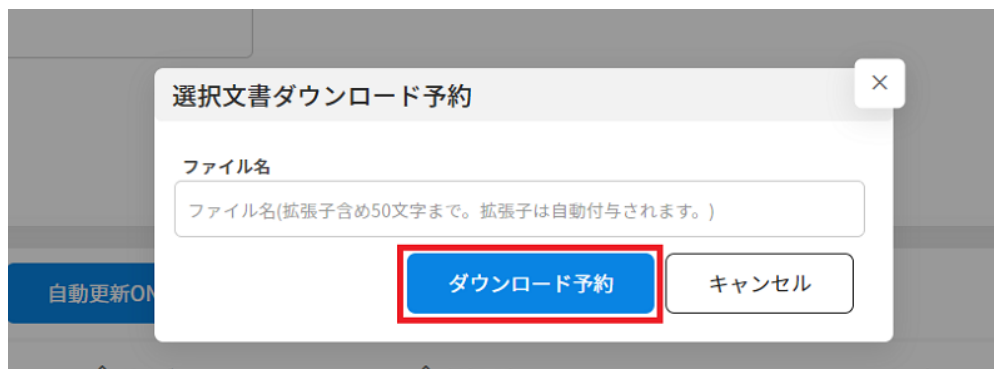 選択文書ダウンロード予約
×
ファイル名
ファイル名(拡張子含め50文字まで。拡張子は自動付与されます。)
ダウンロード予約
キャンセル
自動更新ON